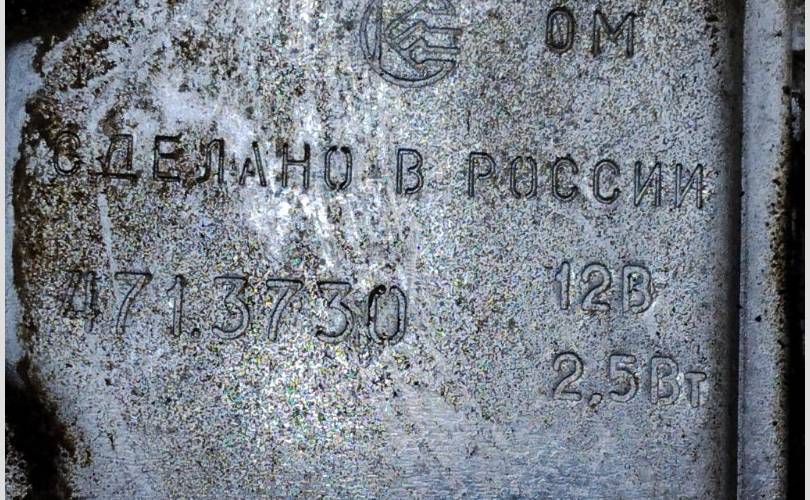 ОМ
СДЕЛАНО В РОССИИ
471.3730
12В
2,5Вт